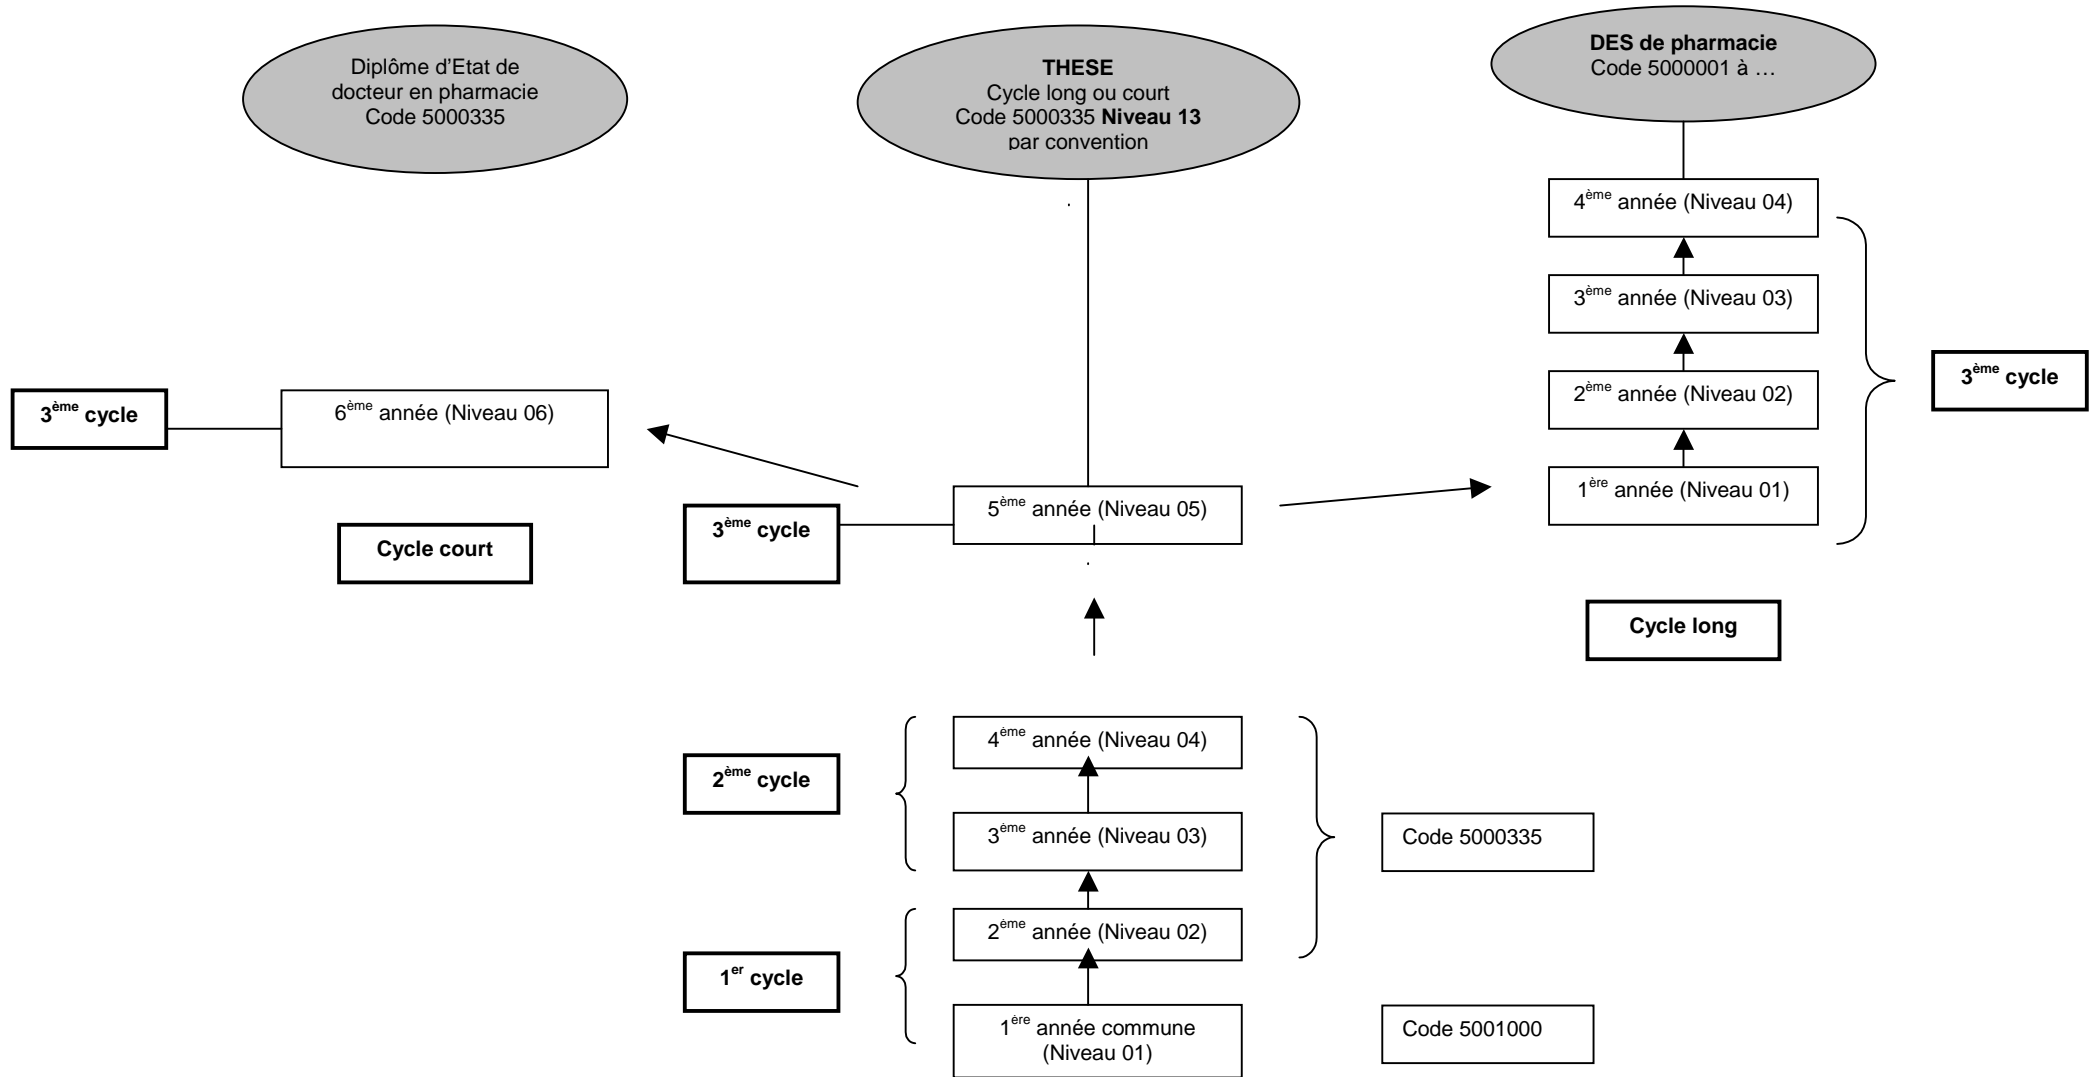 Diplôme d'Etat de
docteur en pharmacie
Code 5000335
THESE
Cycle long ou court
Code 5000335 Niveau 13
par convention
DES de pharmacie
Code 5000001 à …
4ème année (Niveau 04)
3ème année (Niveau 03)
2ème année (Niveau 02)
1ère année (Niveau 01)
3ème cycle
Cycle long
3ème cycle
6ème année (Niveau 06)
Cycle court
3ème cycle
5ème année (Niveau 05)
2ème cycle
4ème année (Niveau 04)
3ème année (Niveau 03)
Code 5000335
1er cycle
2ème année (Niveau 02)
1ère année commune
(Niveau 01)
Code 5001000